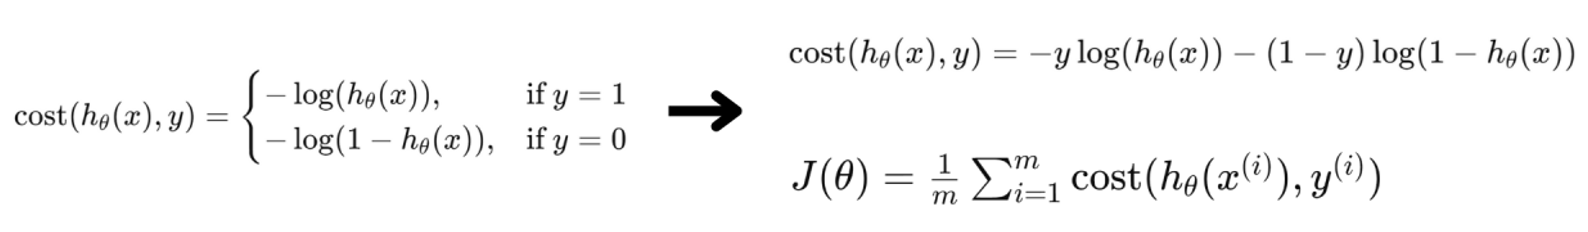 cost(h_θ(x), y) = { − log(h_θ(x)), if y = 1
− log(1 − h_θ(x)), if y = 0
cost(h_θ(x), y) = −y log(h_θ(x)) − (1 − y) log(1 − h_θ(x))
J(θ) = \frac{1}{m} ∑_{i=1}^{m} cost(h_θ(x^{(i)}), y^{(i)})